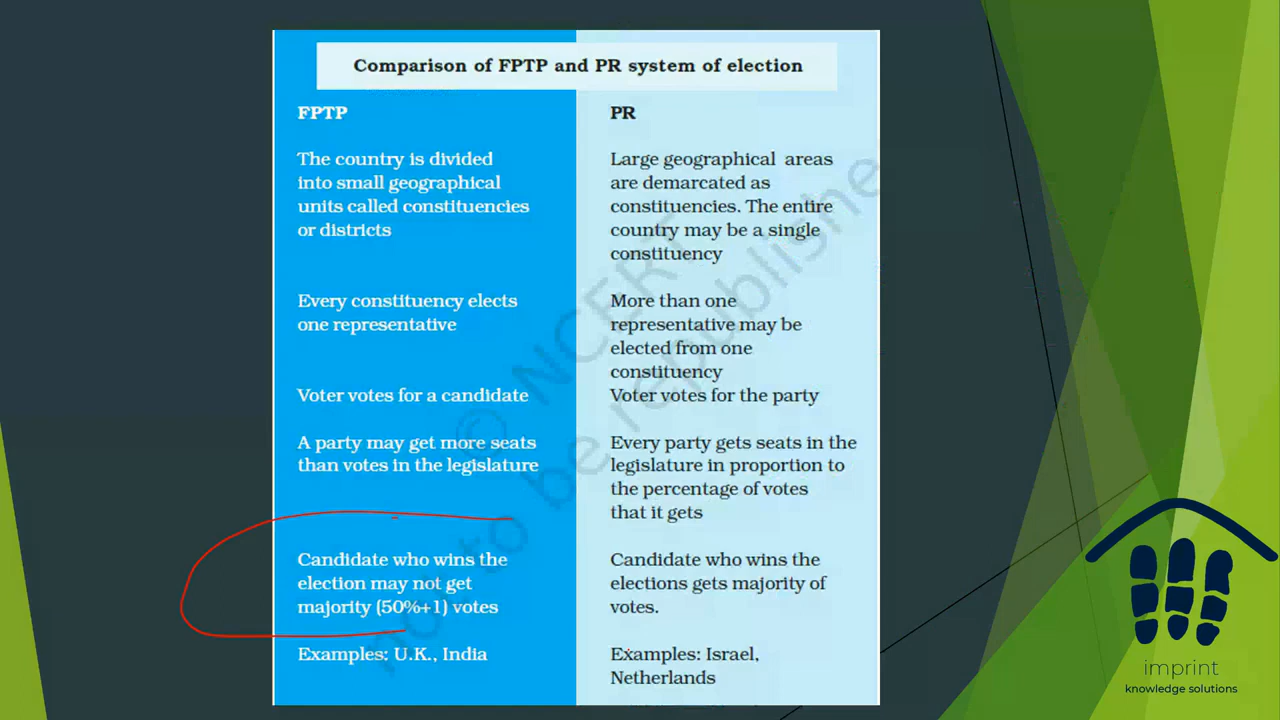 Comparison of FPTP and PR system of election
FPTP
The country is divided
into small geographical
units called constituencies
or districts
Every constituency elects
one representative
Voter votes for a candidate
A party may get more seats
than votes in the legislature
Candidate who wins the
election may not get
majority (50%+1) votes
Examples: U.K., India
PR
Large geographical areas
are demarcated as
constituencies. The entire
country may be a single
constituency
More than one
representative may be
elected from one
constituency
Voter votes for the party
Every party gets seats in the
legislature in proportion to
the percentage of votes
that it gets
Candidate who wins the
elections gets majority of
votes.
Examples: Israel,
Netherlands
© NCERT
not to be republishe
imprint
knowledge solutions